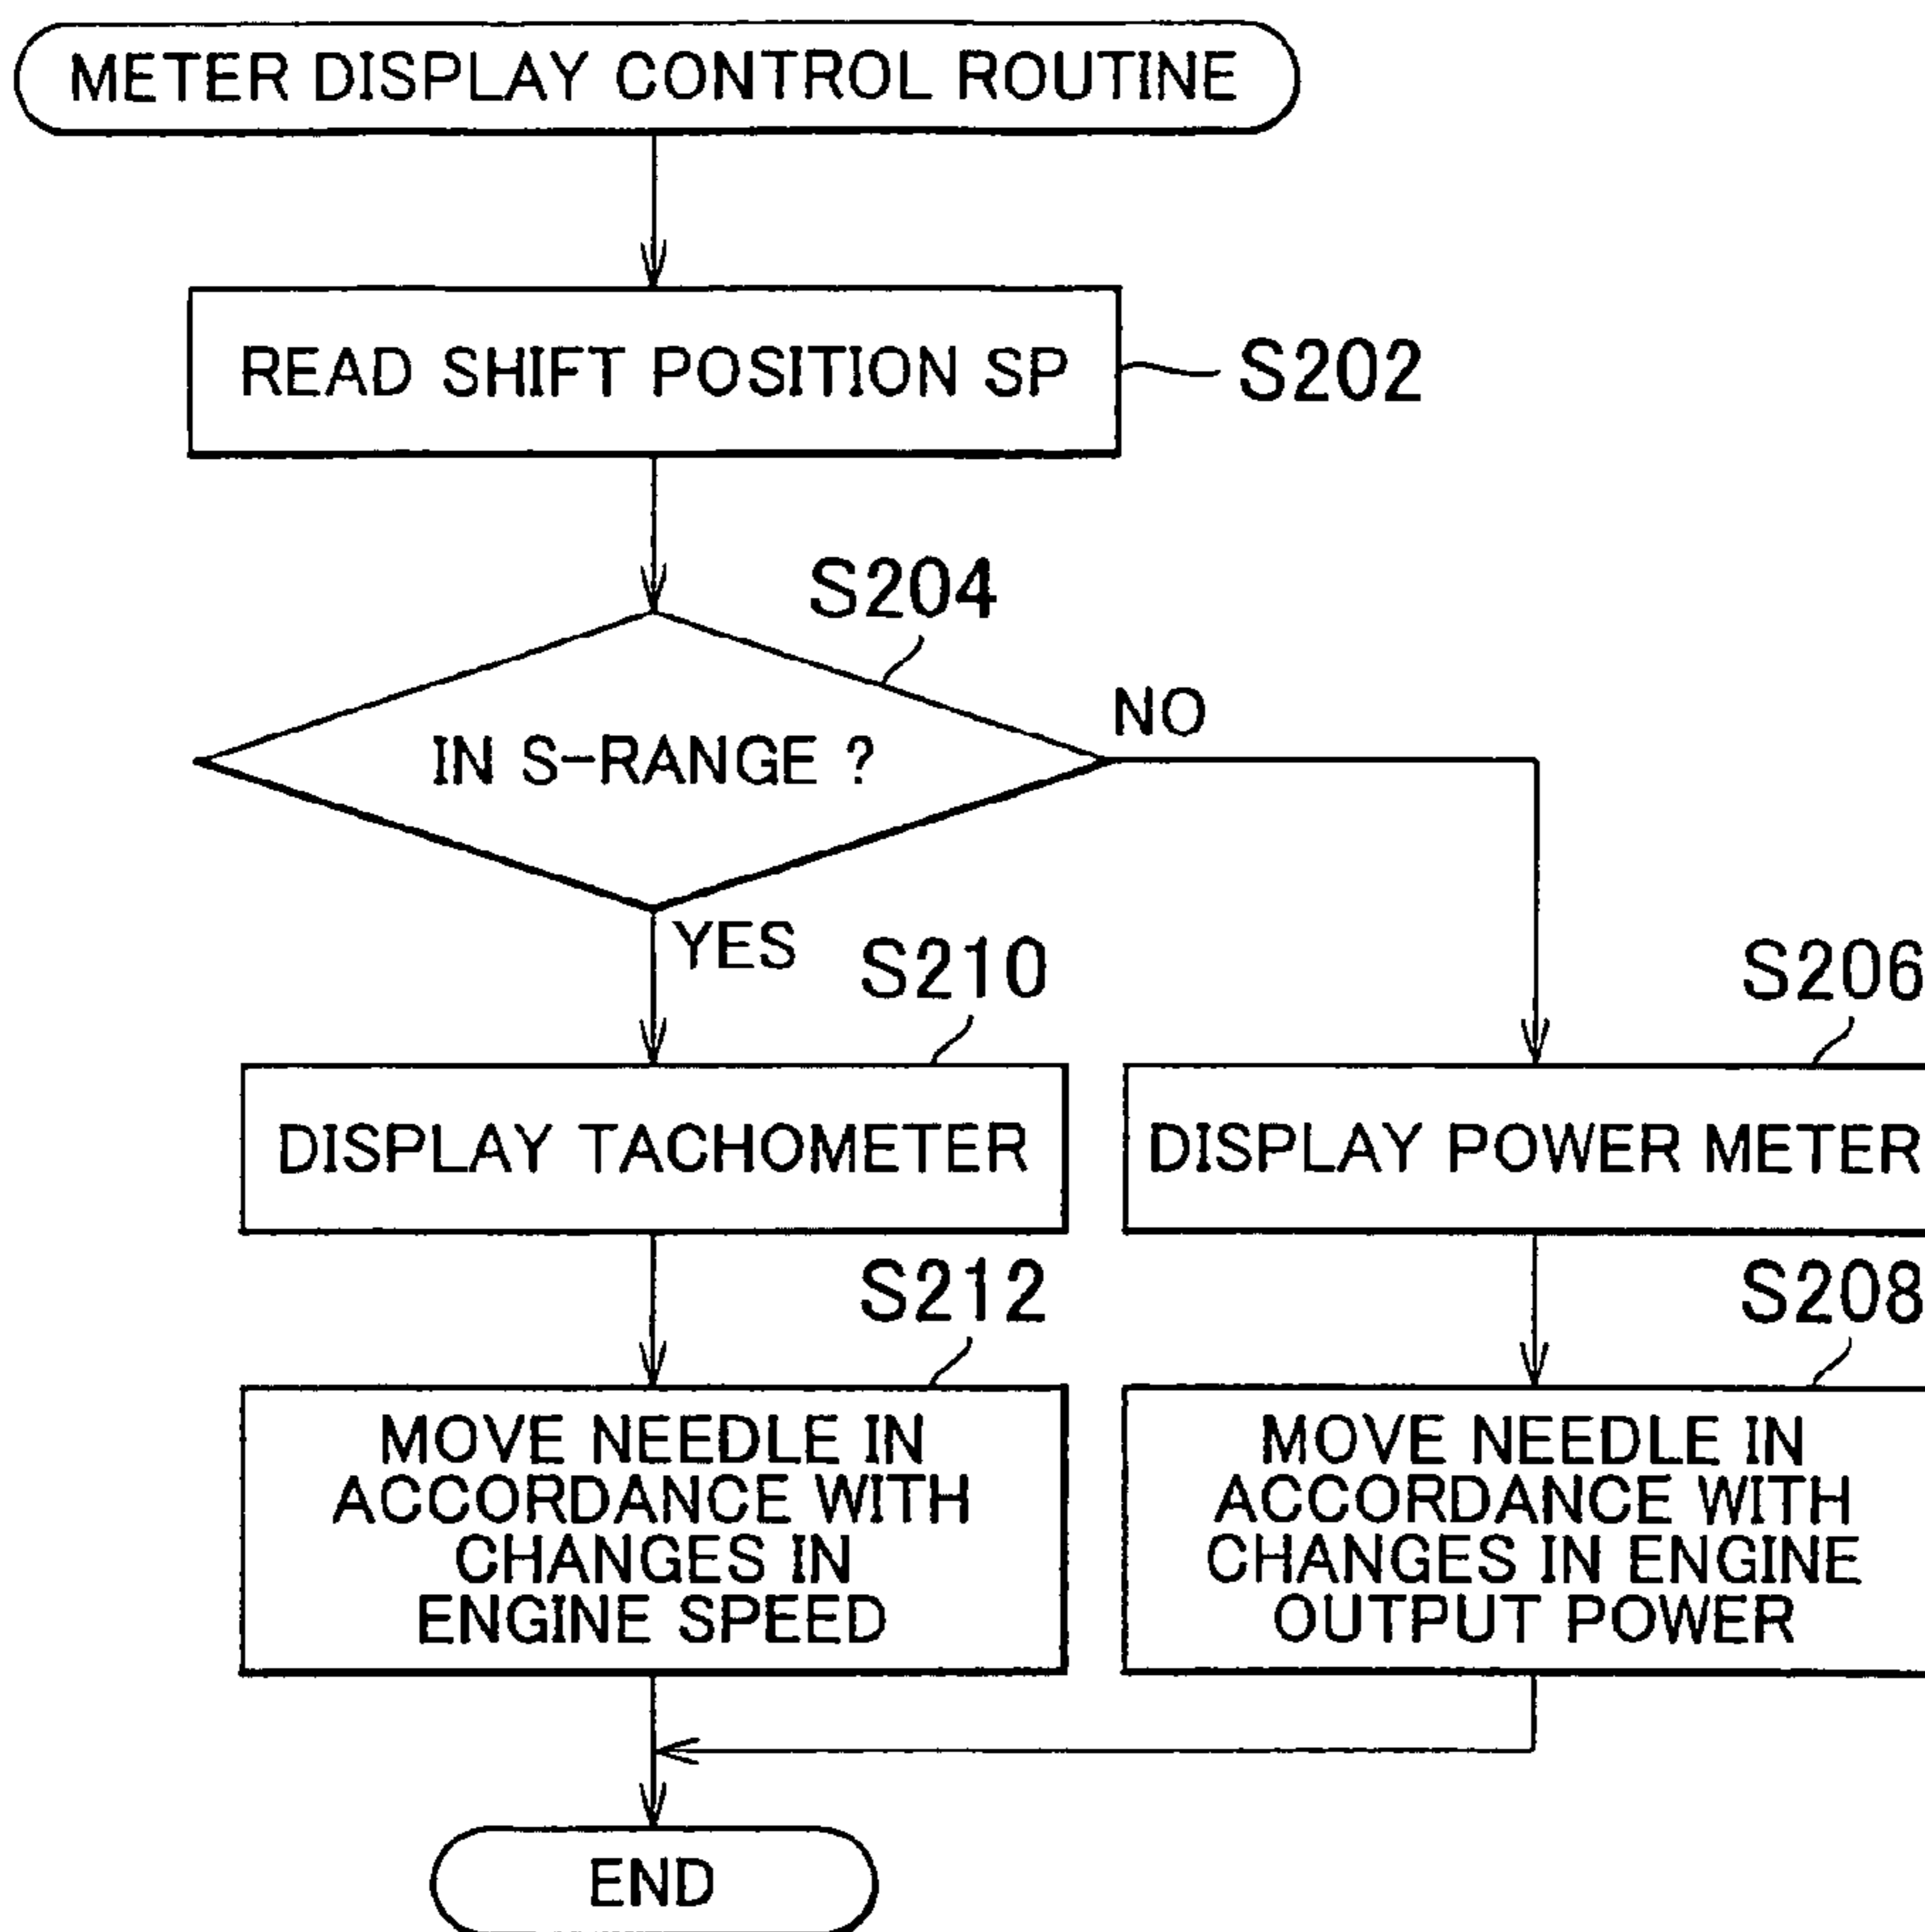 METER DISPLAY CONTROL ROUTINE
READ SHIFT POSITION SP
S202
S204
IN S-RANGE ?
NO
YES
S210
S206
DISPLAY TACHOMETER
DISPLAY POWER METER
S212
S208
MOVE NEEDLE IN
ACCORDANCE WITH
CHANGES IN
ENGINE SPEED
MOVE NEEDLE IN
ACCORDANCE WITH
CHANGES IN ENGINE
OUTPUT POWER
END